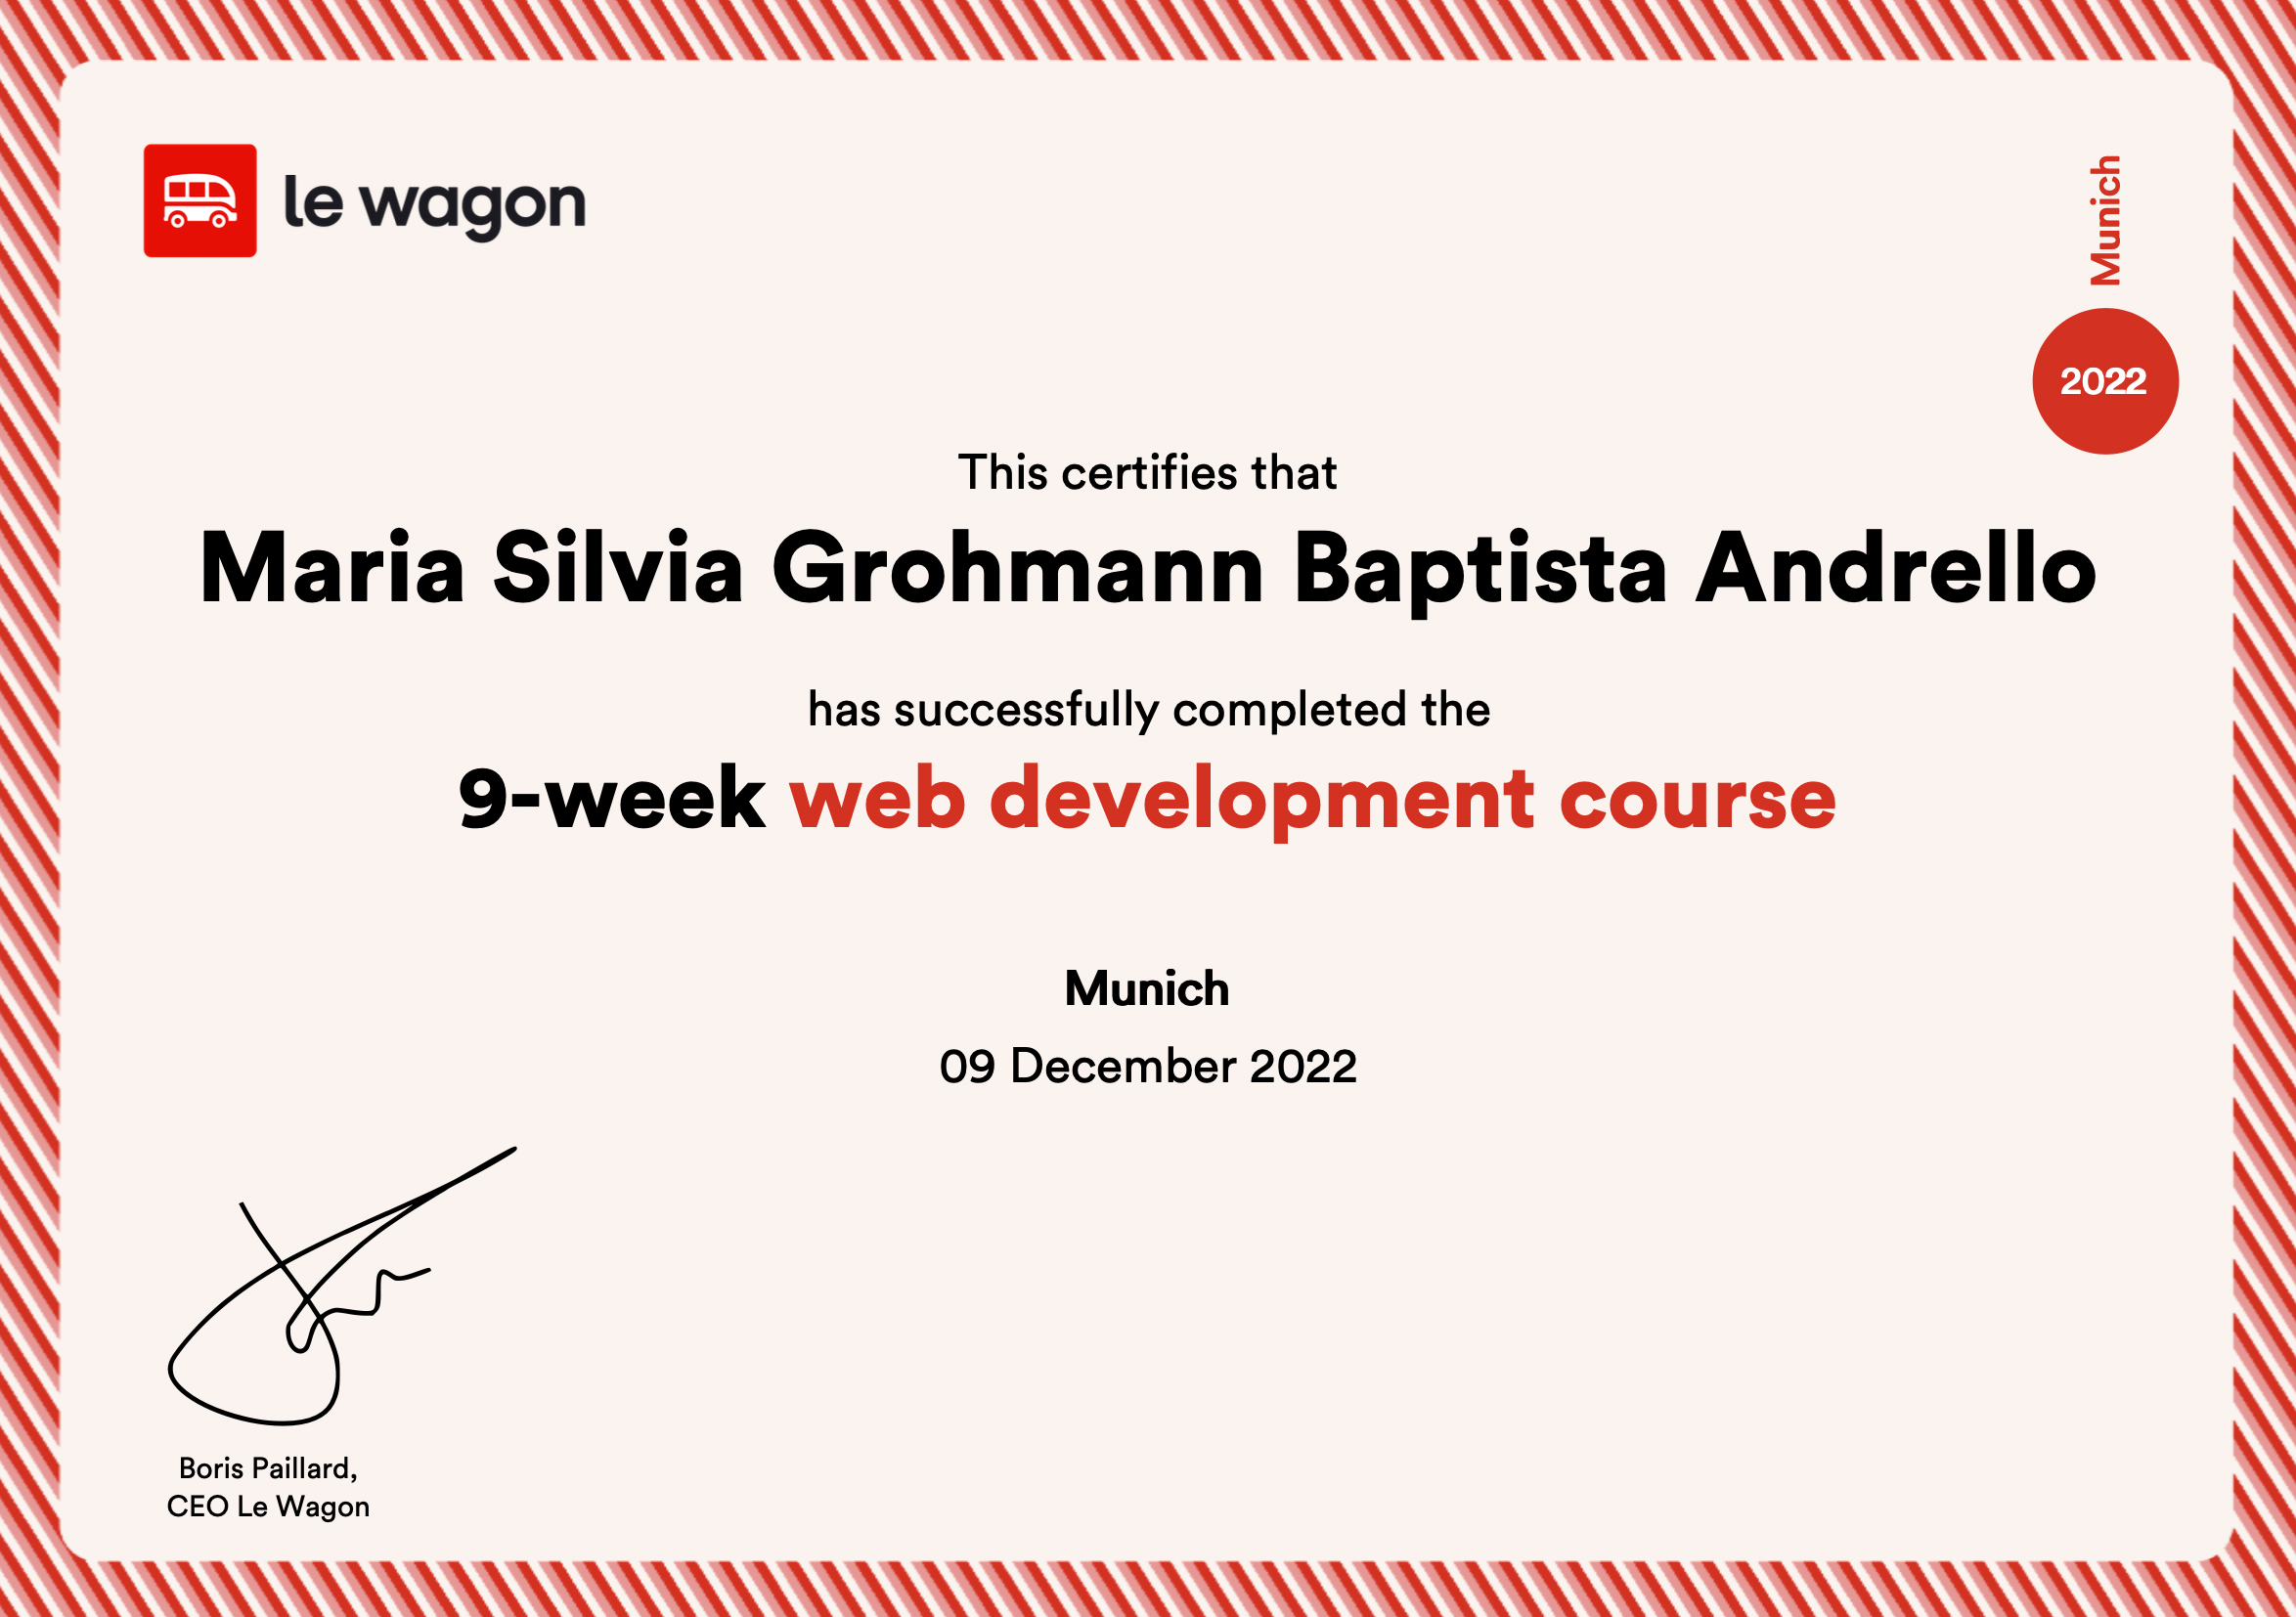 le wagon
Munich
2022
This certifies that
Maria Silvia Grohmann Baptista Andrello
has successfully completed the
9-week web development course
Munich
09 December 2022
Boris Paillard,
CEO Le Wagon